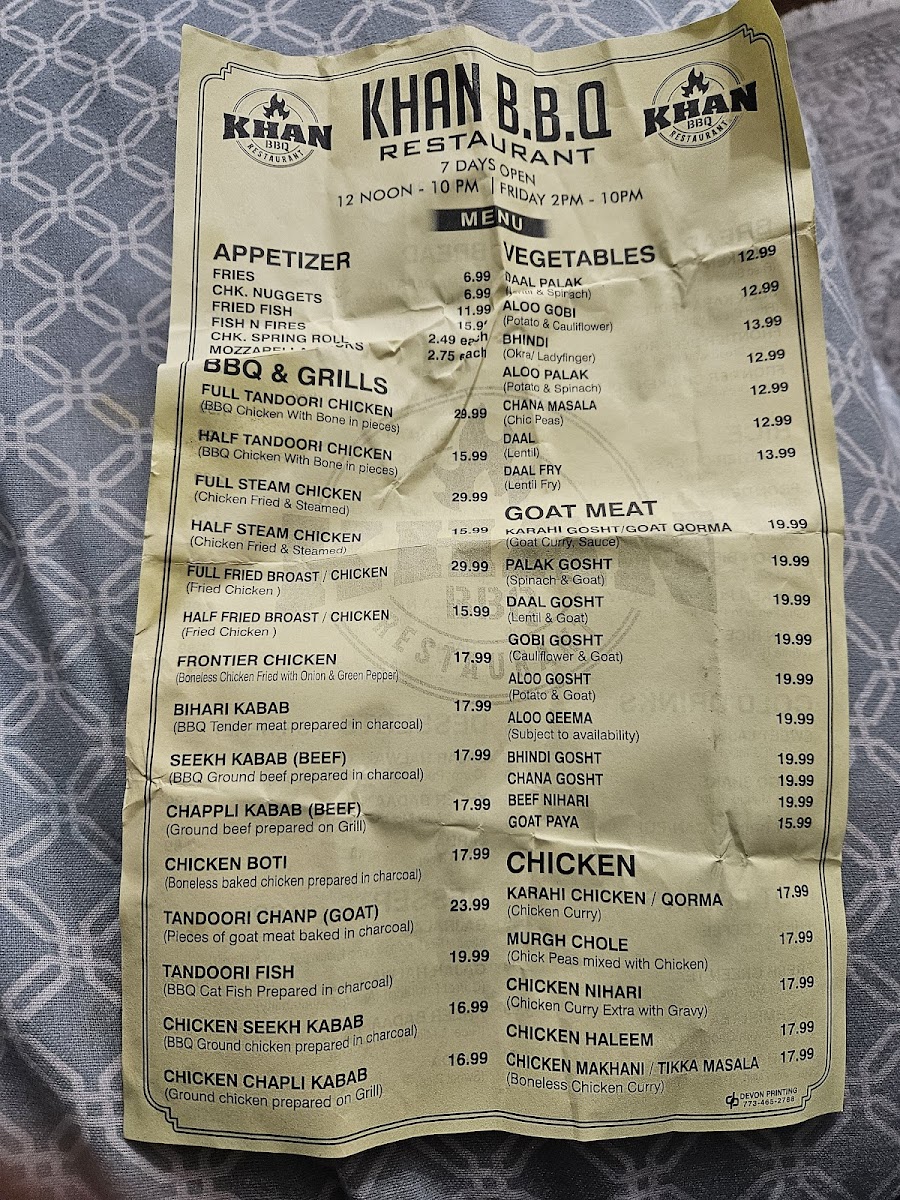 KHAN
BBQ
RESTAURANT
KHAN B.B.Q
RESTAURANT
7 DAYS OPEN
12 NOON - 10 PM | FRIDAY 2PM - 10PM
MENU
KHAN
BBQ
RESTAURANT
APPETIZER
FRIES 6.99
CHK. NUGGETS 6.99
FRIED FISH 11.99
FISH N FIRES 15.9
CHK. SPRING ROLL 2.49 each
2.75 each
BBQ & GRILLS
FULL TANDOORI CHICKEN 29.99
(BBQ Chicken With Bone in pieces)
HALF TANDOORI CHICKEN 15.99
(BBQ Chicken With Bone in pieces)
FULL STEAM CHICKEN 29.99
(Chicken Fried & Steamed)
HALF STEAM CHICKEN 15.99
(Chicken Fried & Steamed)
FULL FRIED BROAST / CHICKEN 29.99
(Fried Chicken )
HALF FRIED BROAST / CHICKEN 15.99
(Fried Chicken )
FRONTIER CHICKEN 17.99
(Boneless Chicken Fried with Onion & Green Pepper)
BIHARI KABAB 17.99
(BBQ Tender meat prepared in charcoal)
SEEKH KABAB (BEEF) 17.99
(BBQ Ground beef prepared in charcoal)
CHAPPLI KABAB (BEEF) 17.99
(Ground beef prepared on Grill)
CHICKEN BOTI 17.99
(Boneless baked chicken prepared in charcoal)
TANDOORI CHANP (GOAT) 23.99
(Pieces of goat meat baked in charcoal)
TANDOORI FISH 19.99
(BBQ Cat Fish Prepared in charcoal)
CHICKEN SEEKH KABAB 16.99
(BBQ Ground chicken prepared in charcoal)
CHICKEN CHAPLI KABAB 16.99
(Ground chicken prepared on Grill)
VEGETABLES
DAAL PALAK 12.99
(Lentil & Spinach)
ALOO GOBI 12.99
(Potato & Cauliflower)
BHINDI 13.99
(Okra/ Ladyfinger)
ALOO PALAK 12.99
(Potato & Spinach)
CHANA MASALA 12.99
(Chic Peas)
DAAL 12.99
(Lentil)
DAAL FRY 13.99
(Lentil Fry)
GOAT MEAT
KARAHI GOSHT/GOAT QORMA 19.99
(Goat Curry, Sauce)
PALAK GOSHT 19.99
(Spinach & Goat)
DAAL GOSHT 19.99
(Lentil & Goat)
GOBI GOSHT 19.99
(Cauliflower & Goat)
ALOO GOSHT 19.99
(Potato & Goat)
ALOO QEEMA 19.99
(Subject to availability)
BHINDI GOSHT 19.99
CHANA GOSHT 19.99
BEEF NIHARI 19.99
GOAT PAYA 15.99
CHICKEN
KARAHI CHICKEN / QORMA 17.99
(Chicken Curry)
MURGH CHOLE 17.99
(Chick Peas mixed with Chicken)
CHICKEN NIHARI 17.99
(Chicken Curry Extra with Gravy)
CHICKEN HALEEM 17.99
CHICKEN MAKHANI / TIKKA MASALA 17.99
(Boneless Chicken Curry)
dp DEVON PRINTING
773-465-2788